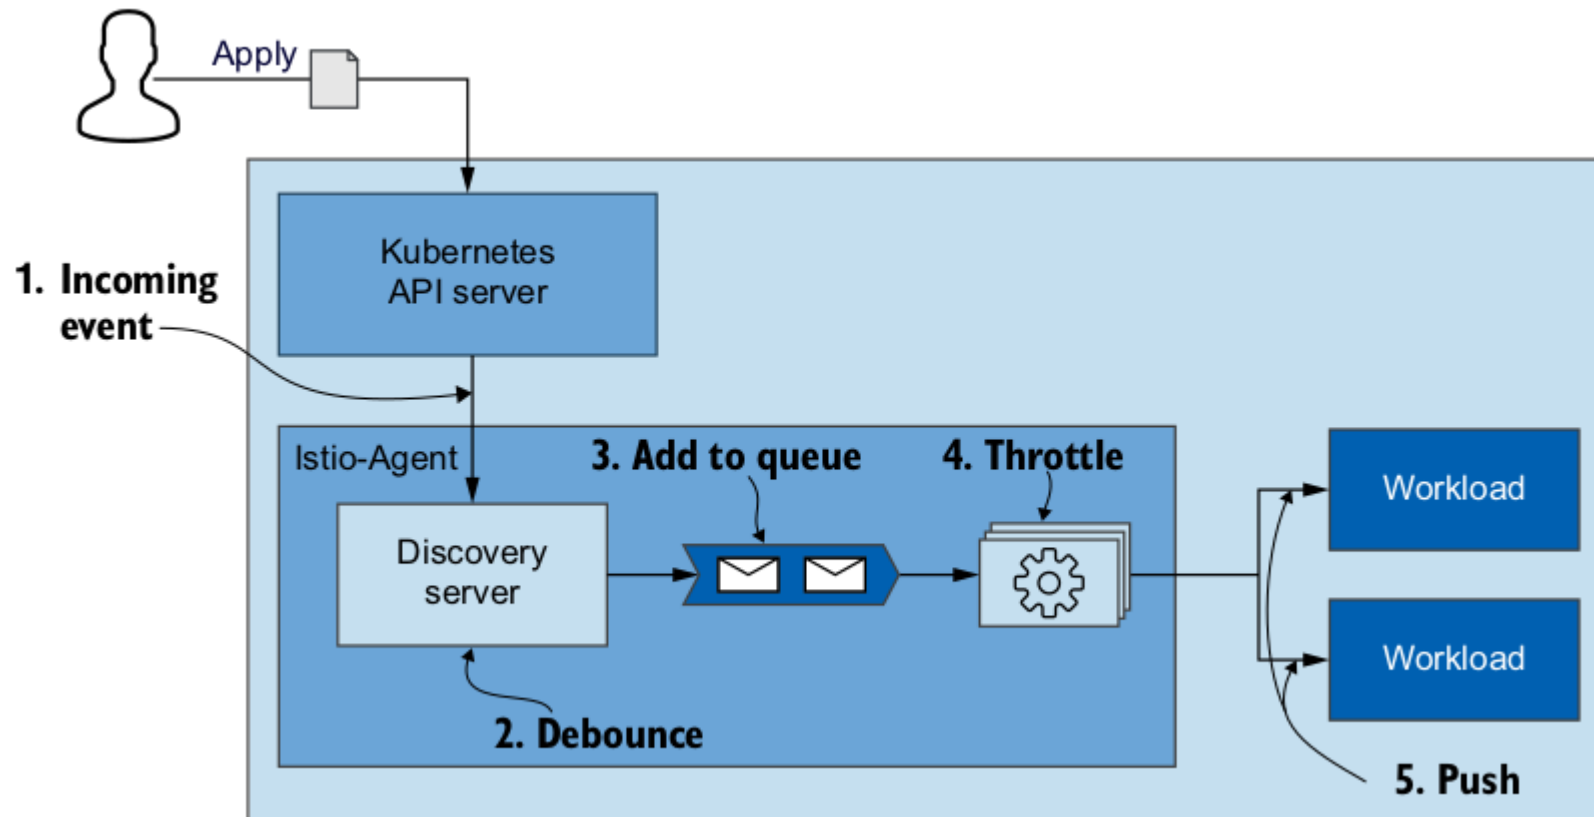 Apply
Kubernetes
API server
1. Incoming
event
Istio-Agent
3. Add to queue
4. Throttle
Discovery
server
Workload
Workload
2. Debounce
5. Push